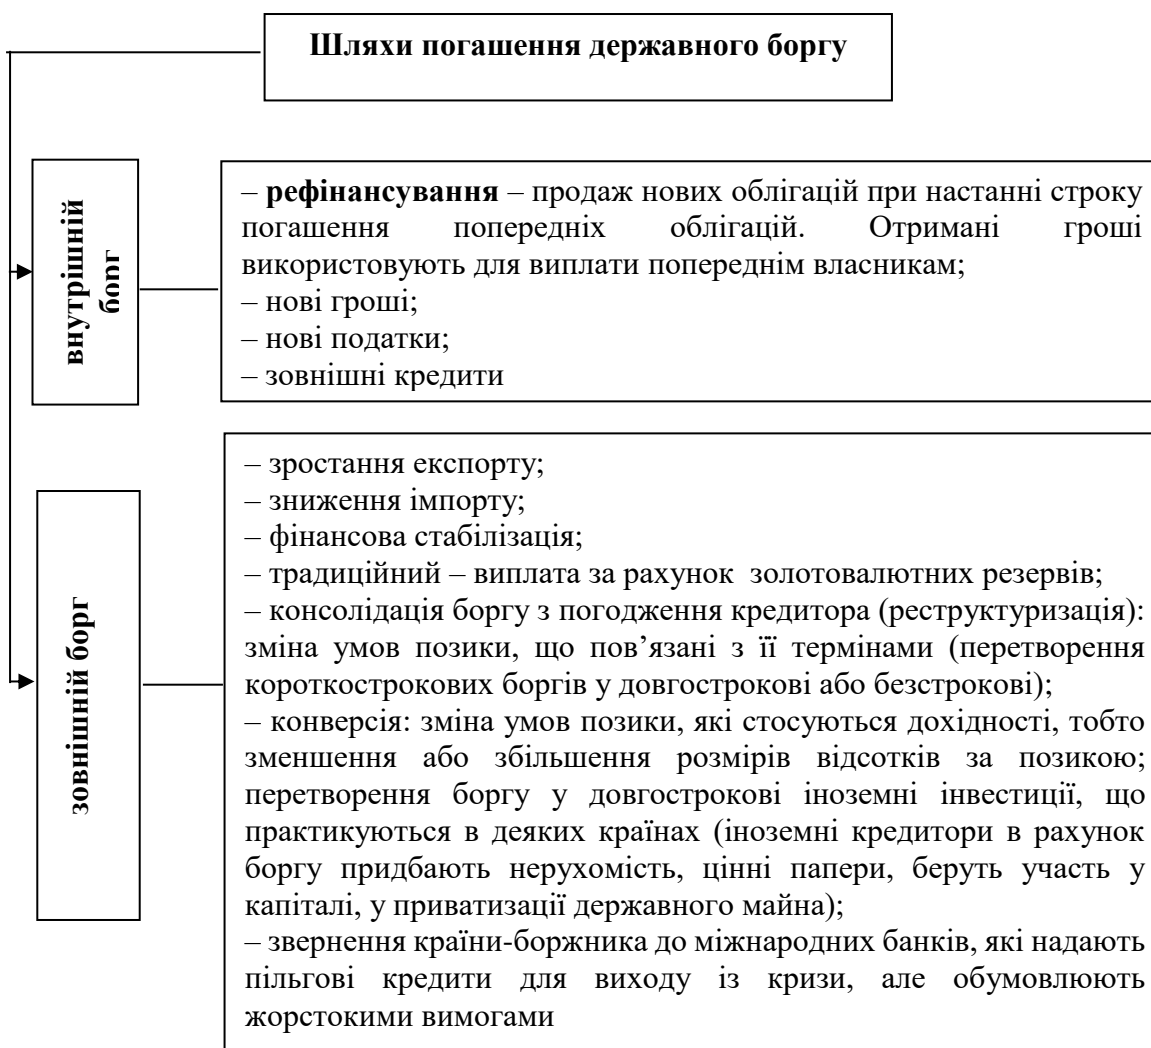 Шляхи погашення державного боргу
внутрішній
борг
– рефінансування – продаж нових облігацій при настанні строку
погашення попередніх облігацій. Отримані гроші
використовують для виплати попереднім власникам;
– нові гроші;
– нові податки;
– зовнішні кредити
зовнішній борг
– зростання експорту;
– зниження імпорту;
– фінансова стабілізація;
– традиційний – виплата за рахунок золотовалютних резервів;
– консолідація боргу з погодження кредитора (реструктуризація):
зміна умов позики, що пов’язані з її термінами (перетворення
короткострокових боргів у довгострокові або безстрокові);
– конверсія: зміна умов позики, які стосуються дохідності, тобто
зменшення або збільшення розмірів відсотків за позикою;
перетворення боргу у довгострокові іноземні інвестиції, що
практикуються в деяких країнах (іноземні кредитори в рахунок
боргу придбають нерухомість, цінні папери, беруть участь у
капіталі, у приватизації державного майна);
– звернення країни-боржника до міжнародних банків, які надають
пільгові кредити для виходу із кризи, але обумовлюють
жорстокими вимогами